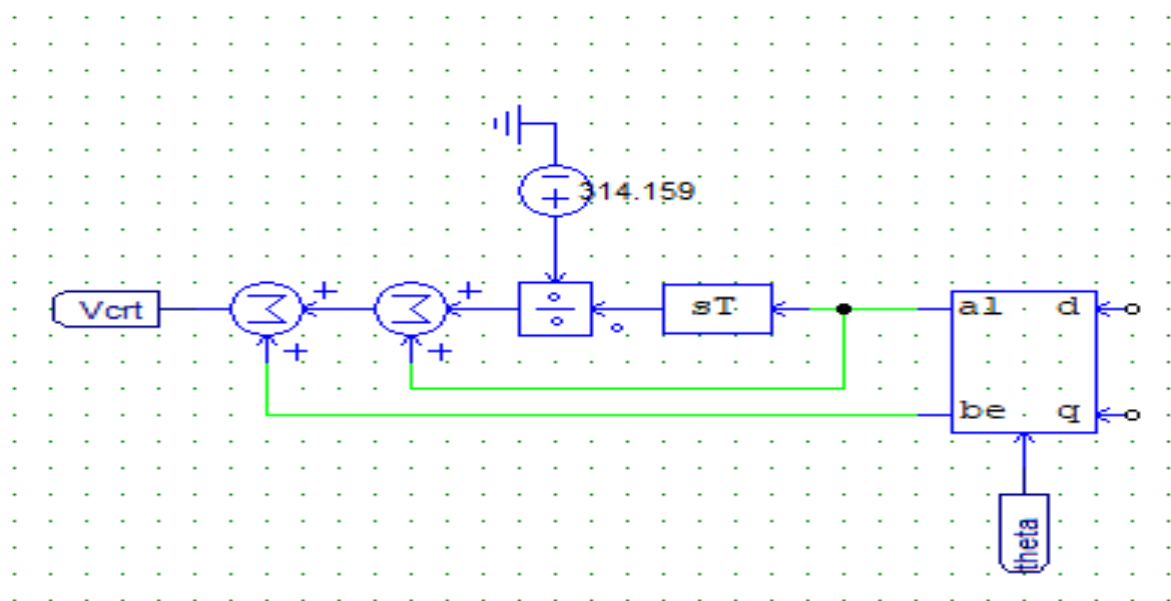 314.159
Vcrt
+
Σ
+
+
Σ
+
÷
sT
al
d
be
q
theta